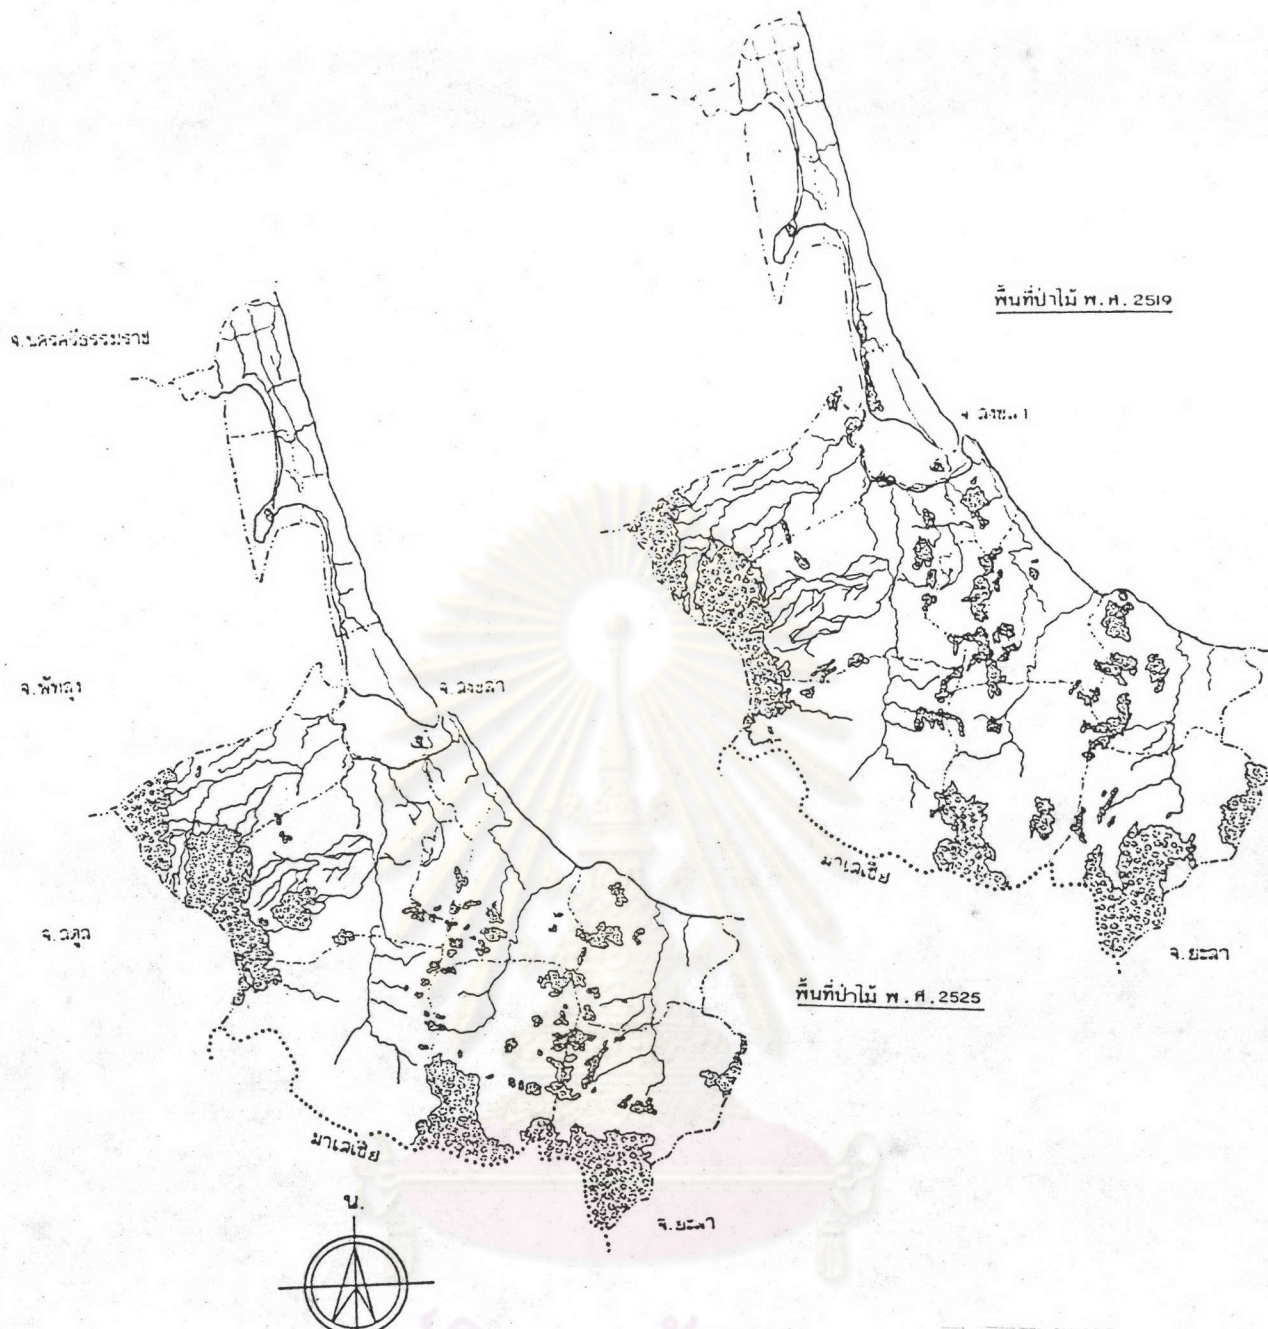 พื้นที่ป่าไม้ พ.ศ. 2519
จ.นครศรีธรรมราช
จ.สงขลา
จ.พัทลุง
จ.สงขลา
มาเลเซีย
จ.สตูล
จ.ยะลา
พื้นที่ป่าไม้ พ.ศ. 2525
มาเลเซีย
น.
จ.ยะลา